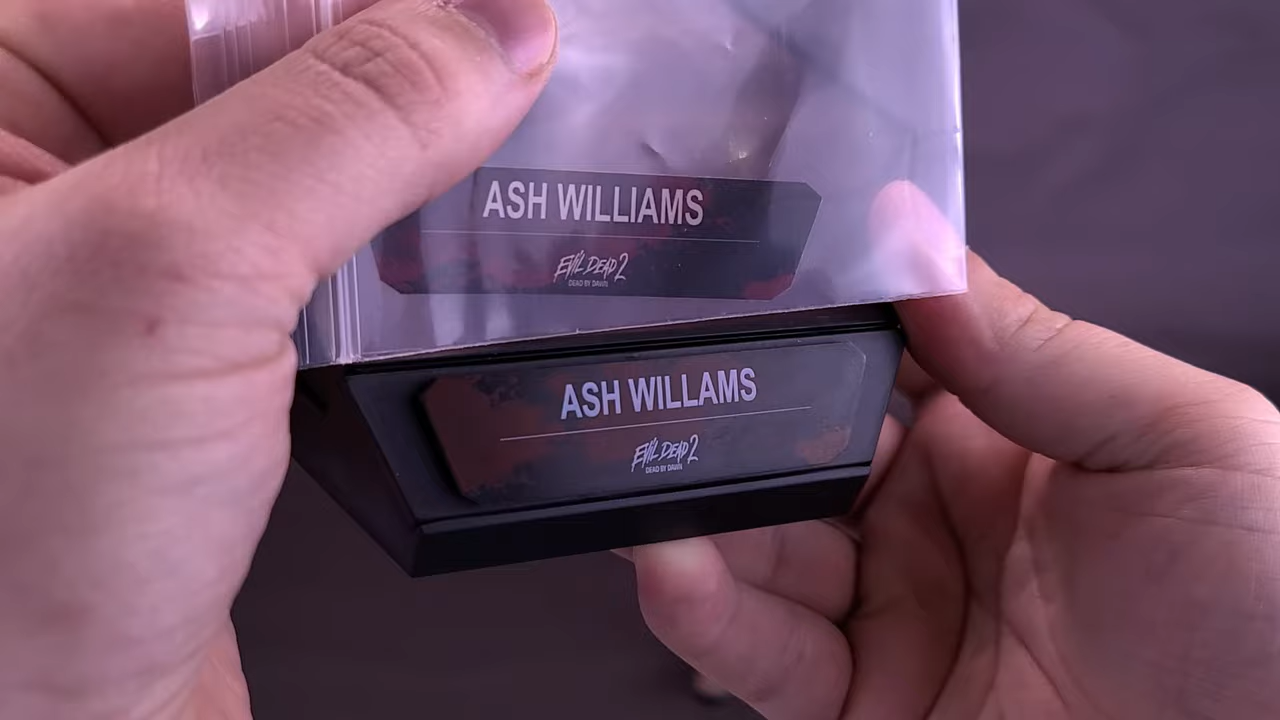 ASH WILLIAMS
EVIL DEAD 2
DEAD BY DAWN
ASH WILLAMS
EVIL DEAD 2
DEAD BY DAWN